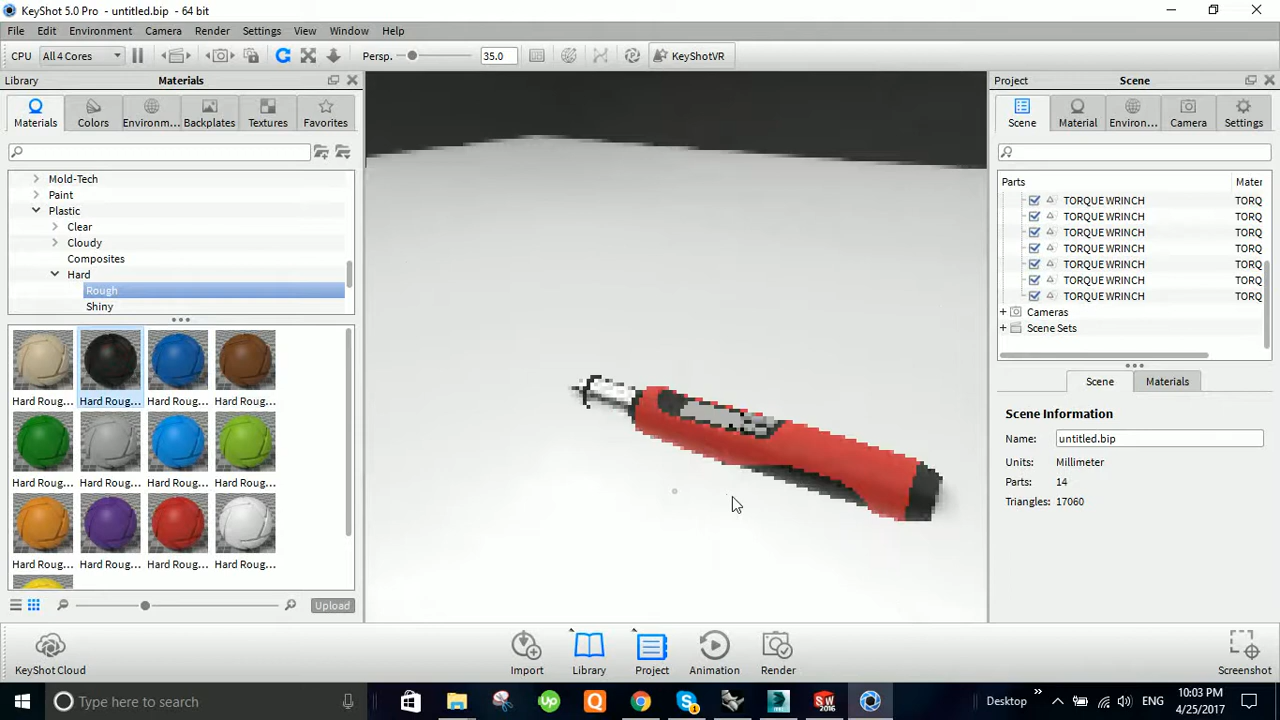 KeyShot 5.0 Pro - untitled.bip - 64 bit
File Edit Environment Camera Render Settings View Window Help
CPU All 4 Cores Persp. 35.0 KeyShotVR
Library Materials
Materials Colors Environm... Backplates Textures Favorites
Mold-Tech
Paint
Plastic
Clear
Cloudy
Composites
Hard
Rough
Shiny
Hard Roug... Hard Roug... Hard Roug... Hard Roug...
Hard Roug... Hard Roug... Hard Roug... Hard Roug...
Hard Roug... Hard Roug... Hard Roug... Hard Roug...
Upload
Project Scene
Scene Material Environ... Camera Settings
Parts Mater
TORQUE WRINCH TORQ
TORQUE WRINCH TORQ
TORQUE WRINCH TORQ
TORQUE WRINCH TORQ
TORQUE WRINCH TORQ
TORQUE WRINCH TORQ
TORQUE WRINCH TORQ
Cameras
Scene Sets
Scene Materials
Scene Information
Name: untitled.bip
Units: Millimeter
Parts: 14
Triangles: 17060
KeyShot Cloud Import Library Project Animation Render Screenshot
Type here to search
Up
Q
S 1
SW 2016
Desktop
ENG
10:03 PM
4/25/2017